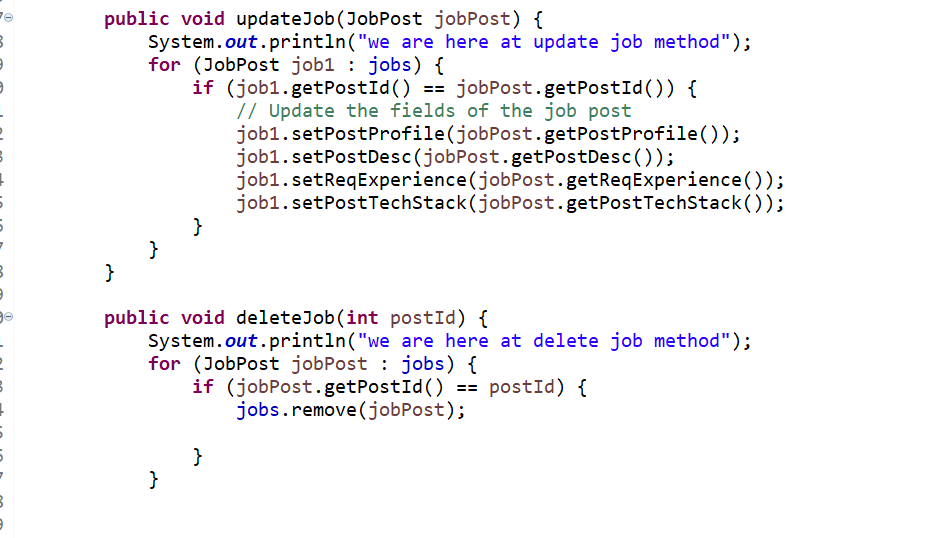 public void updateJob(JobPost jobPost) {
System.out.println("we are here at update job method");
for (JobPost job1 : jobs) {
if (job1.getPostId() == jobPost.getPostId()) {
// Update the fields of the job post
job1.setPostProfile(jobPost.getPostProfile());
job1.setPostDesc(jobPost.getPostDesc());
job1.setReqExperience(jobPost.getReqExperience());
job1.setPostTechStack(jobPost.getPostTechStack());
}
}
}
public void deleteJob(int postId) {
System.out.println("we are here at delete job method");
for (JobPost jobPost : jobs) {
if (jobPost.getPostId() == postId) {
jobs.remove(jobPost);
}
}